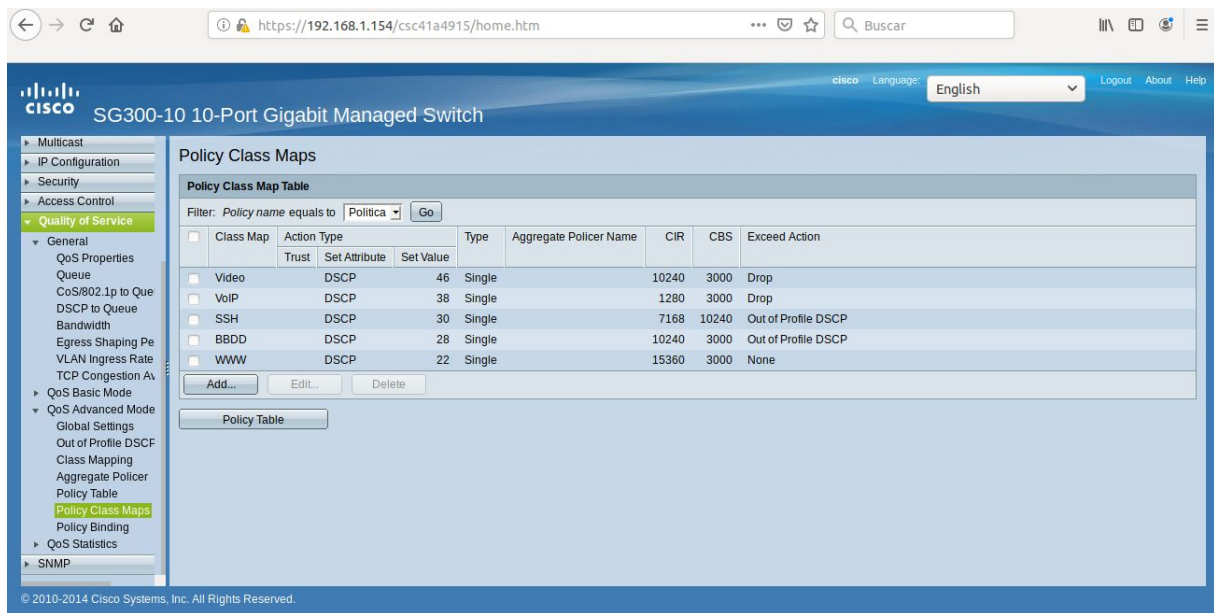 https://192.168.1.154/csc41a4915/home.htm
Buscar
cisco Language: English Logout About Help
CISCO
SG300-10 10-Port Gigabit Managed Switch
Multicast
IP Configuration
Security
Access Control
Quality of Service
General
QoS Properties
Queue
CoS/802.1p to Que
DSCP to Queue
Bandwidth
Egress Shaping Pe
VLAN Ingress Rate
TCP Congestion Av
QoS Basic Mode
QoS Advanced Mode
Global Settings
Out of Profile DSCP
Class Mapping
Aggregate Policer
Policy Table
Policy Class Maps
Policy Binding
QoS Statistics
SNMP
Policy Class Maps
Policy Class Map Table
Filter: Policy name equals to Politica Go
Class Map Action Type Type Aggregate Policer Name CIR CBS Exceed Action
Trust Set Attribute Set Value
Video DSCP 46 Single 10240 3000 Drop
VoIP DSCP 38 Single 1280 3000 Drop
SSH DSCP 30 Single 7168 10240 Out of Profile DSCP
BBDD DSCP 28 Single 10240 3000 Out of Profile DSCP
WWW DSCP 22 Single 15360 3000 None
Add... Edit... Delete
Policy Table
© 2010-2014 Cisco Systems, Inc. All Rights Reserved.